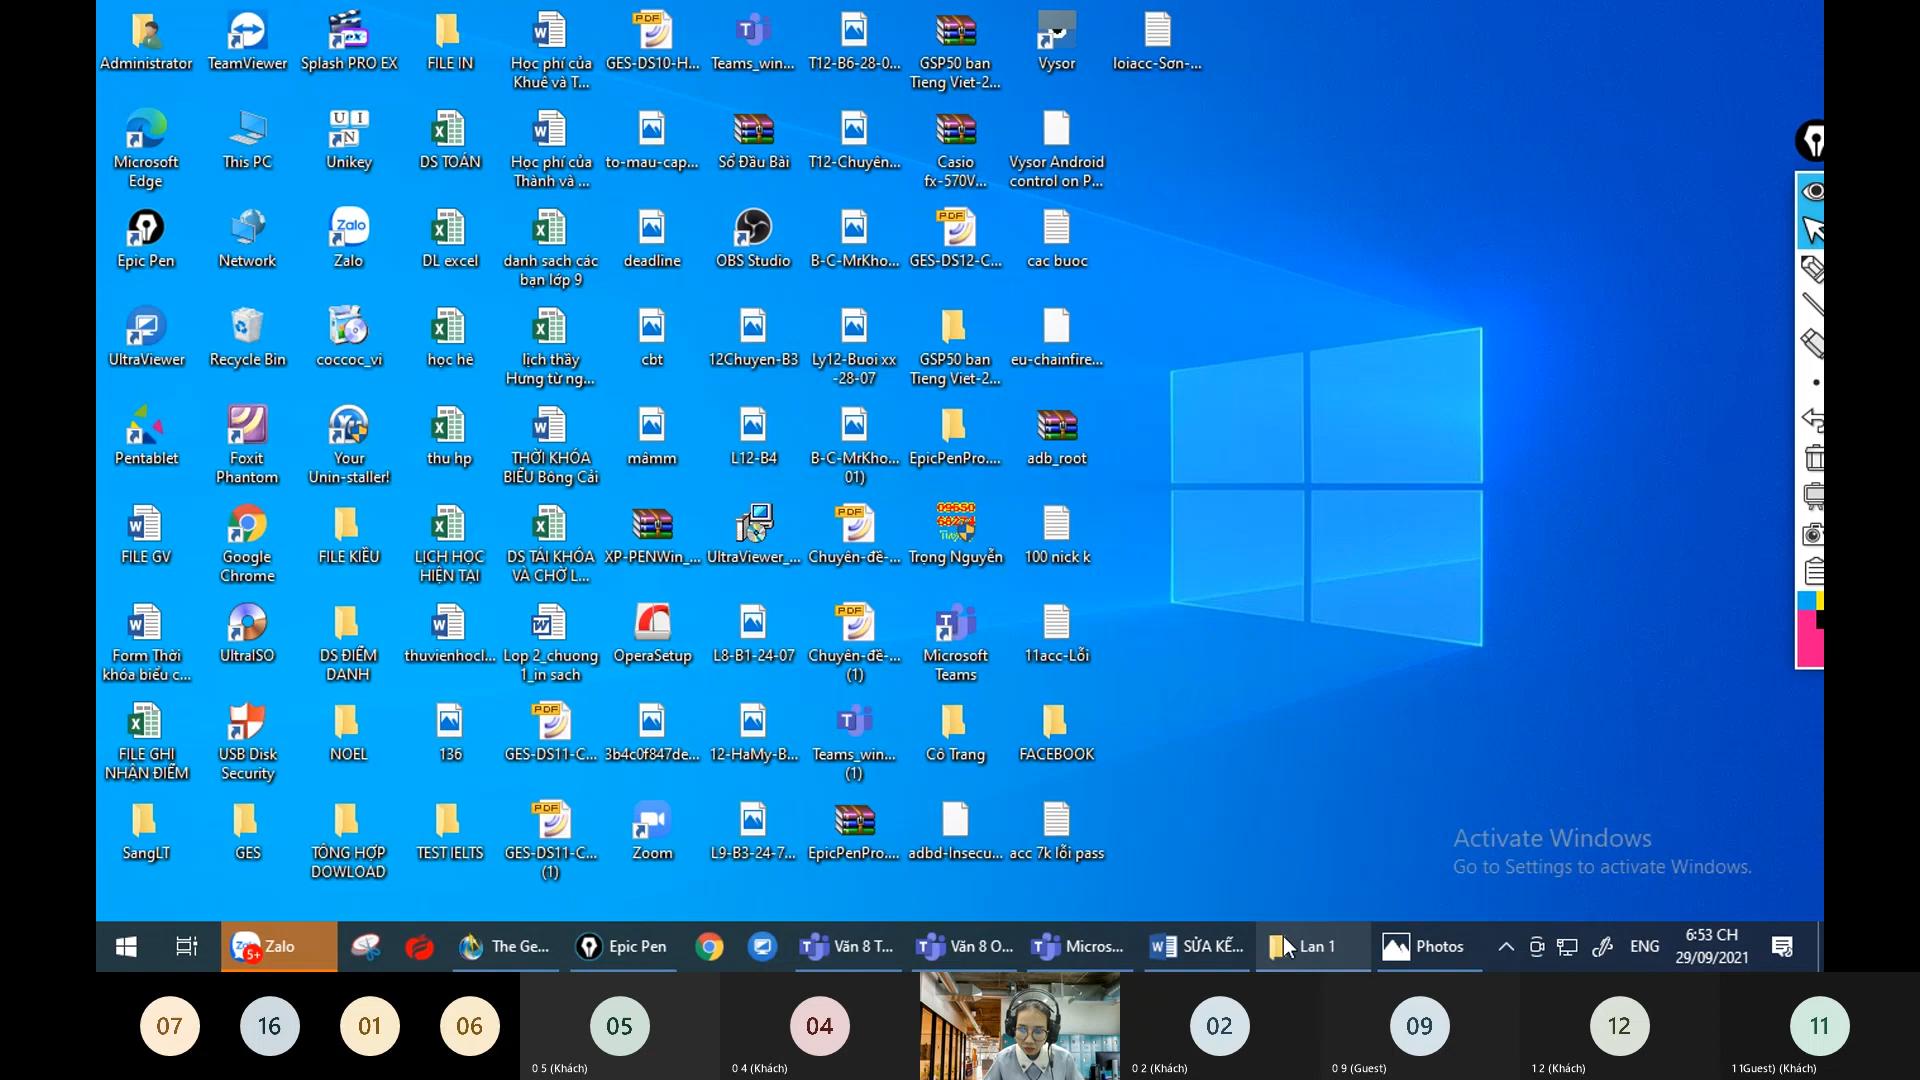 Administrator
TeamViewer
Splash PRO EX
FILE IN
Học phí của
Khuê và T...
GES-DS10-H...
Teams_win...
T12-B6-28-0...
GSP50 ban
Tieng Viet-2...
Vysor
loiacc-Sơn-...
Microsoft
Edge
This PC
Unikey
DS TOÁN
Học phí của
Thành và ...
to-mau-cap...
Sổ Đầu Bài
T12-Chuyên...
Casio
fx-570V...
Vysor Android
control on P...
Epic Pen
Network
Zalo
DL excel
danh sach các
bạn lớp 9
deadline
OBS Studio
B-C-MrKho...
GES-DS12-C...
cac buoc
UltraViewer
Recycle Bin
coccoc_vi
học hè
lịch thầy
Hưng từ ng...
cbt
12Chuyen-B3
Ly12-Buoi xx
-28-07
GSP50 ban
Tieng Viet-2...
eu-chainfire...
Pentablet
Foxit
Phantom
Your
Unin-staller!
thu hp
THỜI KHÓA
BIỂU Bông Cải
mâmm
L12-B4
B-C-MrKho...
01)
EpicPenPro....
adb_root
FILE GV
Google
Chrome
FILE KIỀU
LỊCH HỌC
HIỆN TẠI
DS TÁI KHÓA
VÀ CHỜ L...
XP-PENWin_...
UltraViewer_...
Chuyên-đề-...
Trọng Nguyễn
100 nick k
Form Thời
khóa biểu c...
UltraISO
DS ĐIỂM
DANH
thuvienhocl...
Lop 2_chuong
1_in sach
OperaSetup
L8-B1-24-07
Chuyên-đề-...
(1)
Microsoft
Teams
11acc-Lỗi
FILE GHI
NHẬN ĐIỂM
USB Disk
Security
NOEL
136
GES-DS11-C...
3b4c0f847de...
12-HaMy-B...
Teams_win...
(1)
Cô Trang
FACEBOOK
SangLT
GES
TỔNG HỢP
DOWLOAD
TEST IELTS
GES-DS11-C...
(1)
Zoom
L9-B3-24-7...
EpicPenPro....
adbd-Insecu...
acc 7k lỗi pass
Activate Windows
Go to Settings to activate Windows.
5+ Zalo
The Ge...
Epic Pen
Văn 8 T...
Văn 8 O...
Micros...
SỬA KẾ...
Lan 1
Photos
ENG
6:53 CH
29/09/2021
07
16
01
06
05
04
02
09
12
11
0 5 (Khách)
0 4 (Khách)
0 2 (Khách)
0 9 (Guest)
1 2 (Khách)
1 1Guest) (Khách)